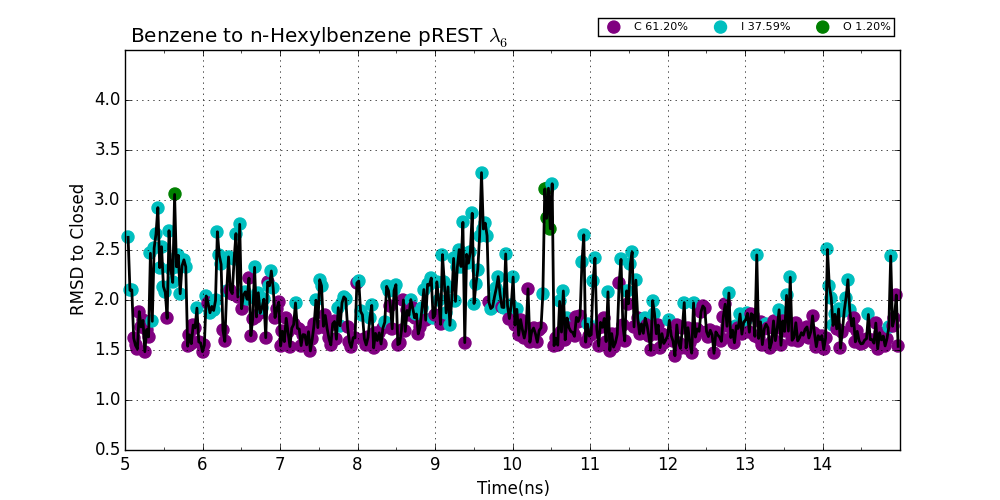 Benzene to n-Hexylbenzene pREST λ₆
C 61.20% I 37.59% O 1.20%
RMSD to Closed
4.0
3.5
3.0
2.5
2.0
1.5
1.0
0.5
5 6 7 8 9 10 11 12 13 14
Time(ns)